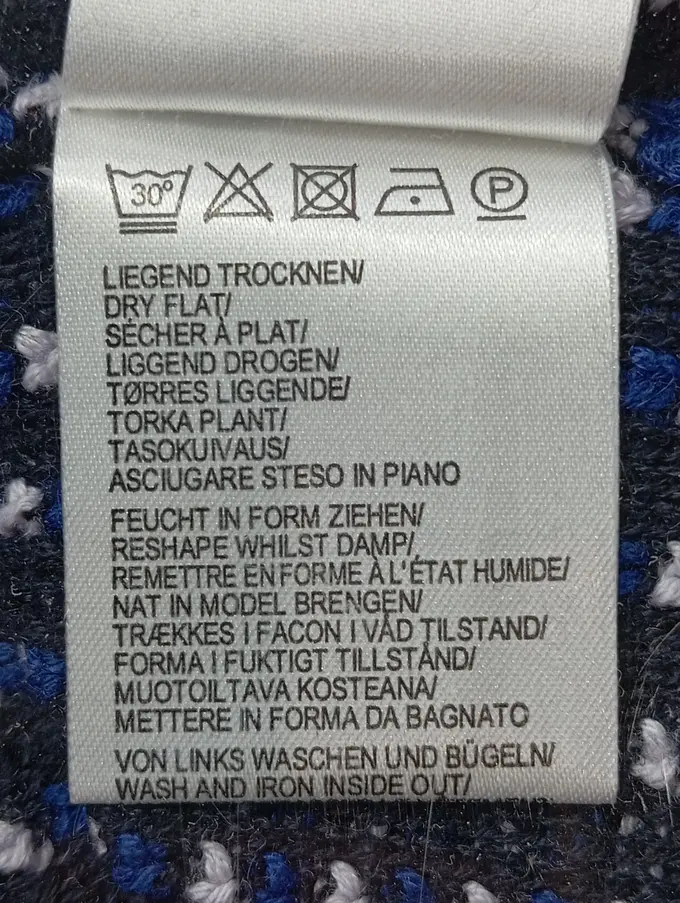 30°
P
LIEGEND TROCKNEN/
DRY FLAT/
SÉCHER À PLAT/
LIGGEND DROGEN/
TØRRES LIGGENDE/
TORKA PLANT/
TASOKUIVAUS/
ASCIUGARE STESO IN PIANO
FEUCHT IN FORM ZIEHEN/
RESHAPE WHILST DAMP/
REMETTRE EN FORME À L'ÉTAT HUMIDE/
NAT IN MODEL BRENGEN/
TRÆKKES I FACON I VÅD TILSTAND/
FORMA I FUKTIGT TILLSTÅND/
MUOTOILTAVA KOSTEANA/
METTERE IN FORMA DA BAGNATO
VON LINKS WASCHEN UND BÜGELN/
WASH AND IRON INSIDE OUT/